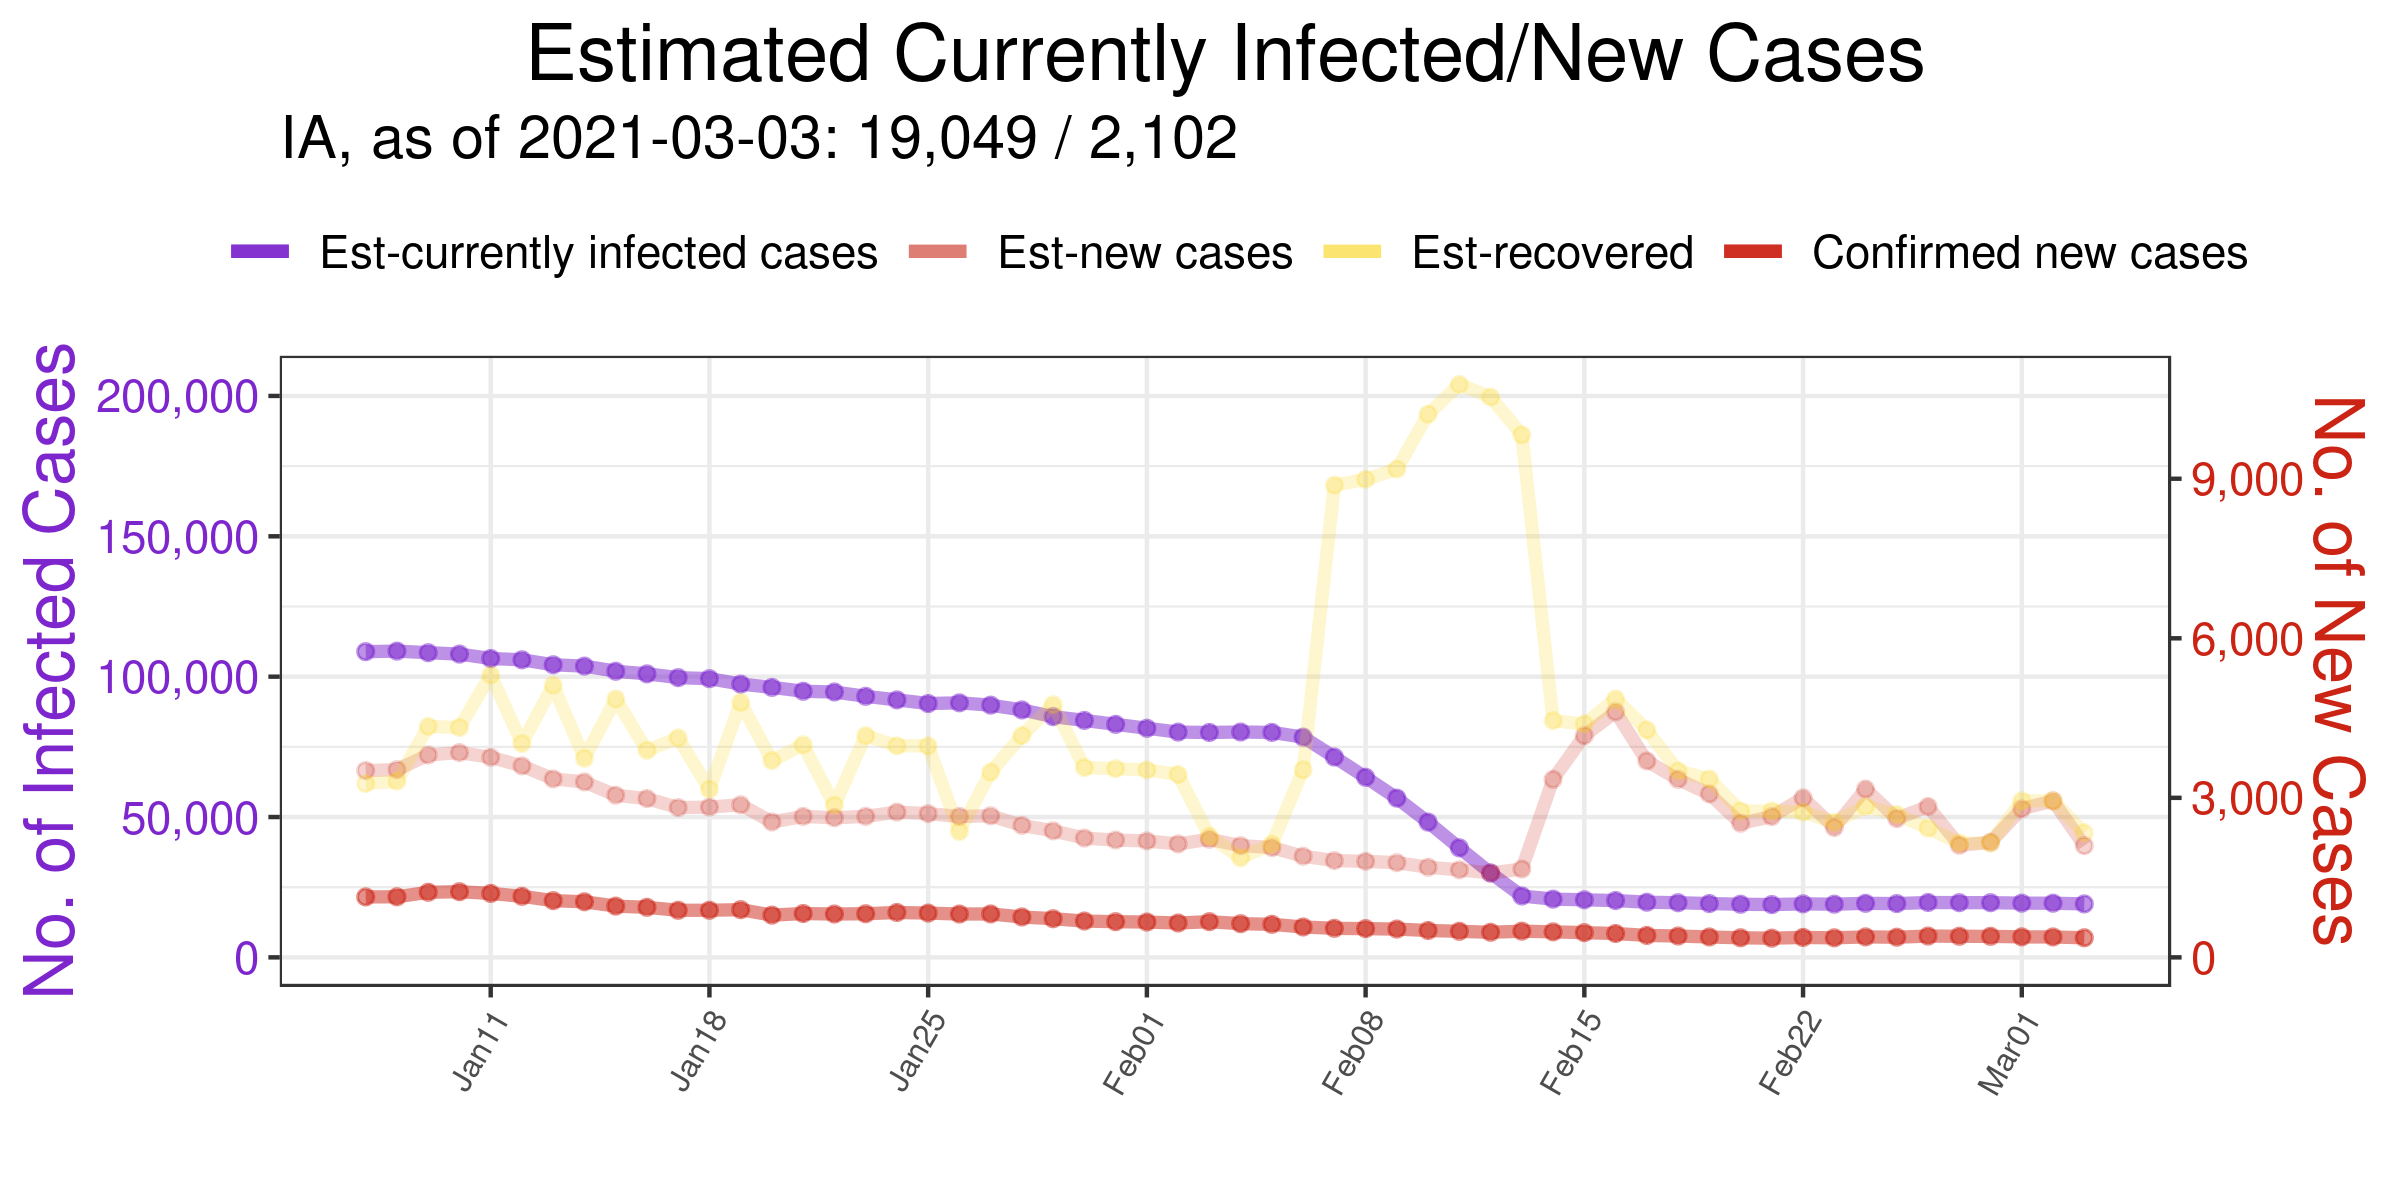 Estimated Currently Infected/New Cases
IA, as of 2021-03-03: 19,049 / 2,102
Est-currently infected cases
Est-new cases
Est-recovered
Confirmed new cases
No. of Infected Cases
200,000
150,000
100,000
50,000
0
9,000
6,000
3,000
0
No. of New Cases
Jan11
Jan18
Jan25
Feb01
Feb08
Feb15
Feb22
Mar01